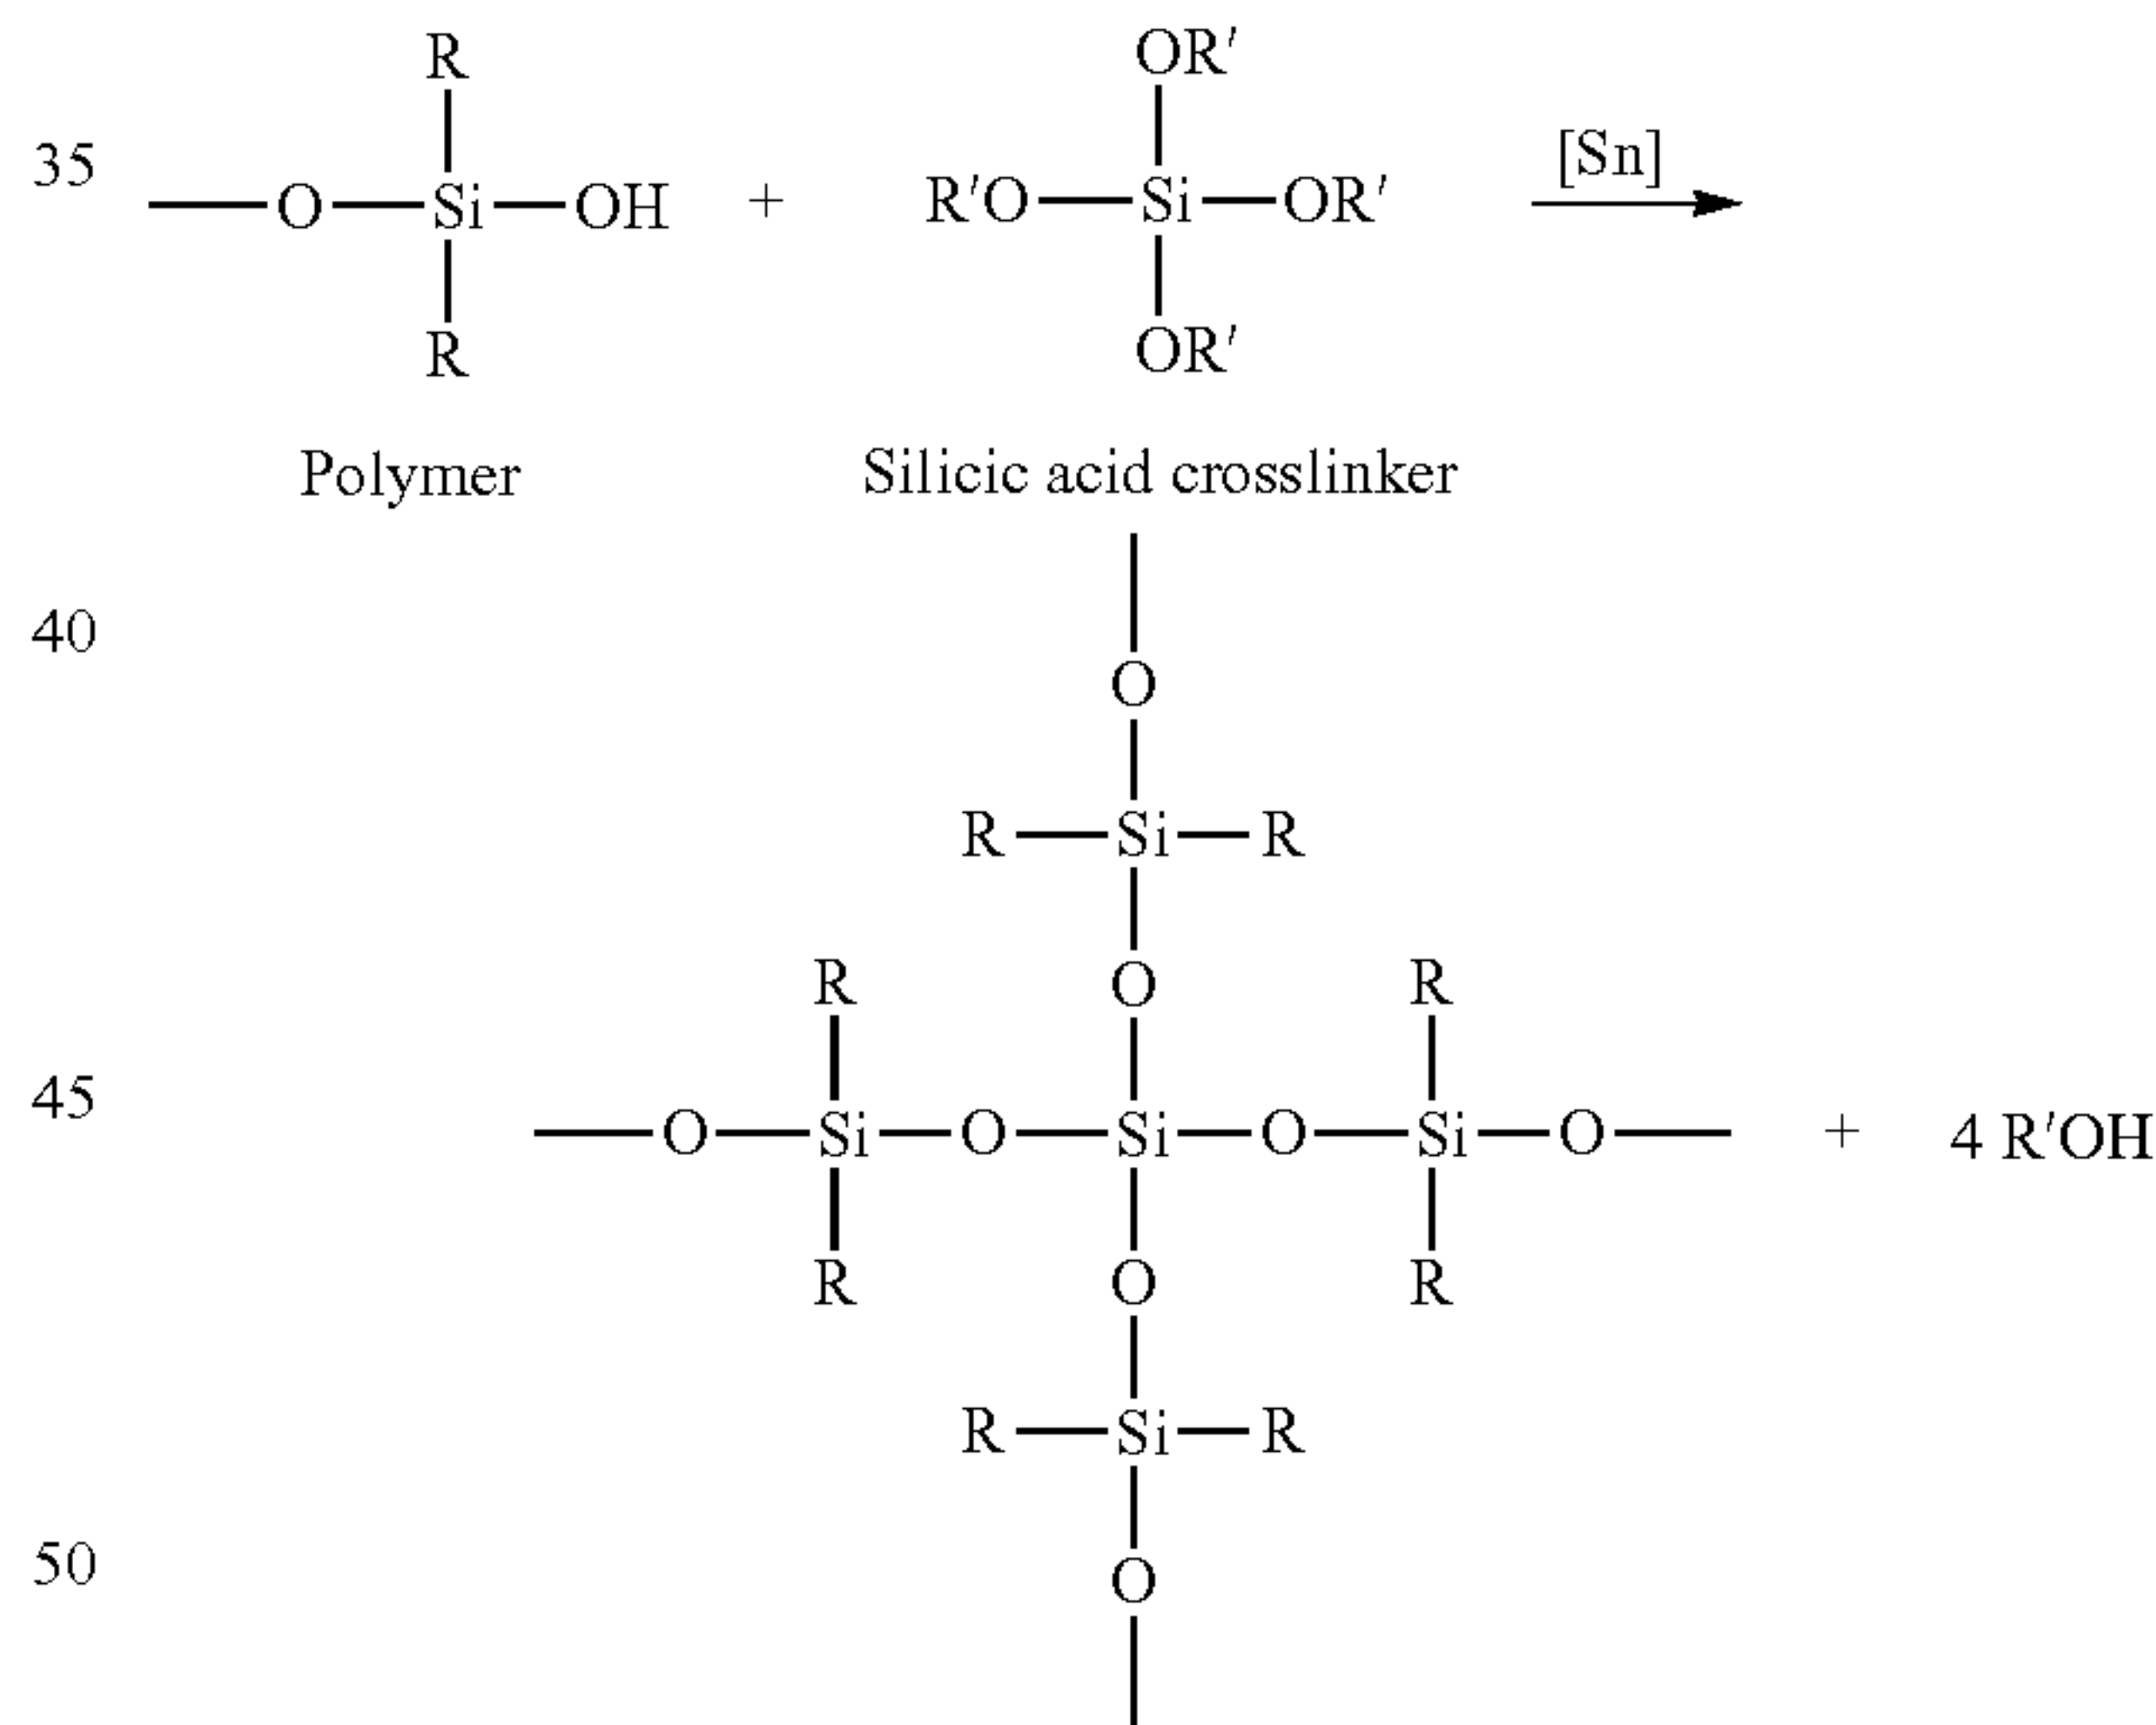 R OR'
35 [Sn]
O Si OH + R'O Si OR'
R OR'
Polymer Silicic acid crosslinker
40
O
R Si R
R O R
45
O Si O Si O Si O + 4 R'OH
R O R
R Si R
50
O